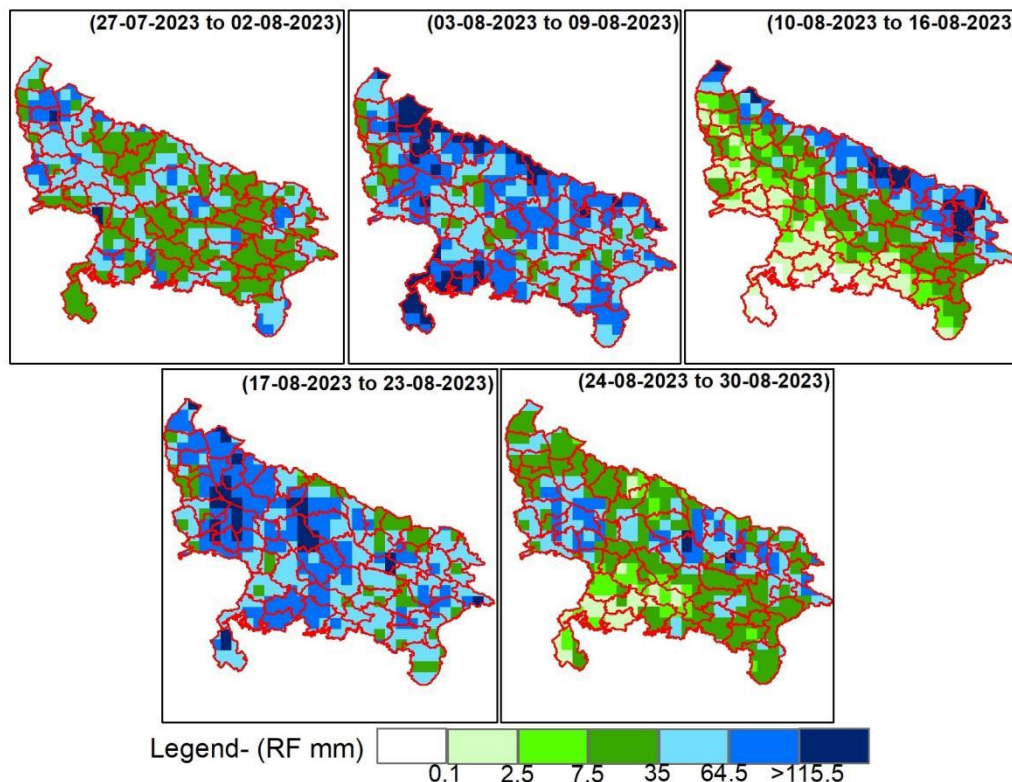 (27-07-2023 to 02-08-2023)
(03-08-2023 to 09-08-2023)
(10-08-2023 to 16-08-2023
(17-08-2023 to 23-08-2023)
(24-08-2023 to 30-08-2023)
Legend- (RF mm)
0.1 2.5 7.5 35 64.5 >115.5